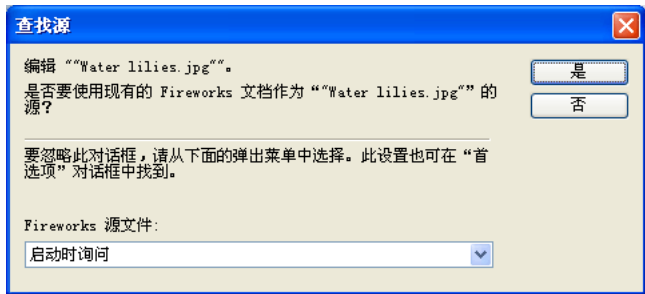 查找源
编辑 “"Water lilies.jpg"”。
是否要使用现有的 Fireworks 文档作为“"Water lilies.jpg"”的
源?
是
否
要忽略此对话框，请从下面的弹出菜单中选择。此设置也可在“首
选项”对话框中找到。
Fireworks 源文件:
启动时询问